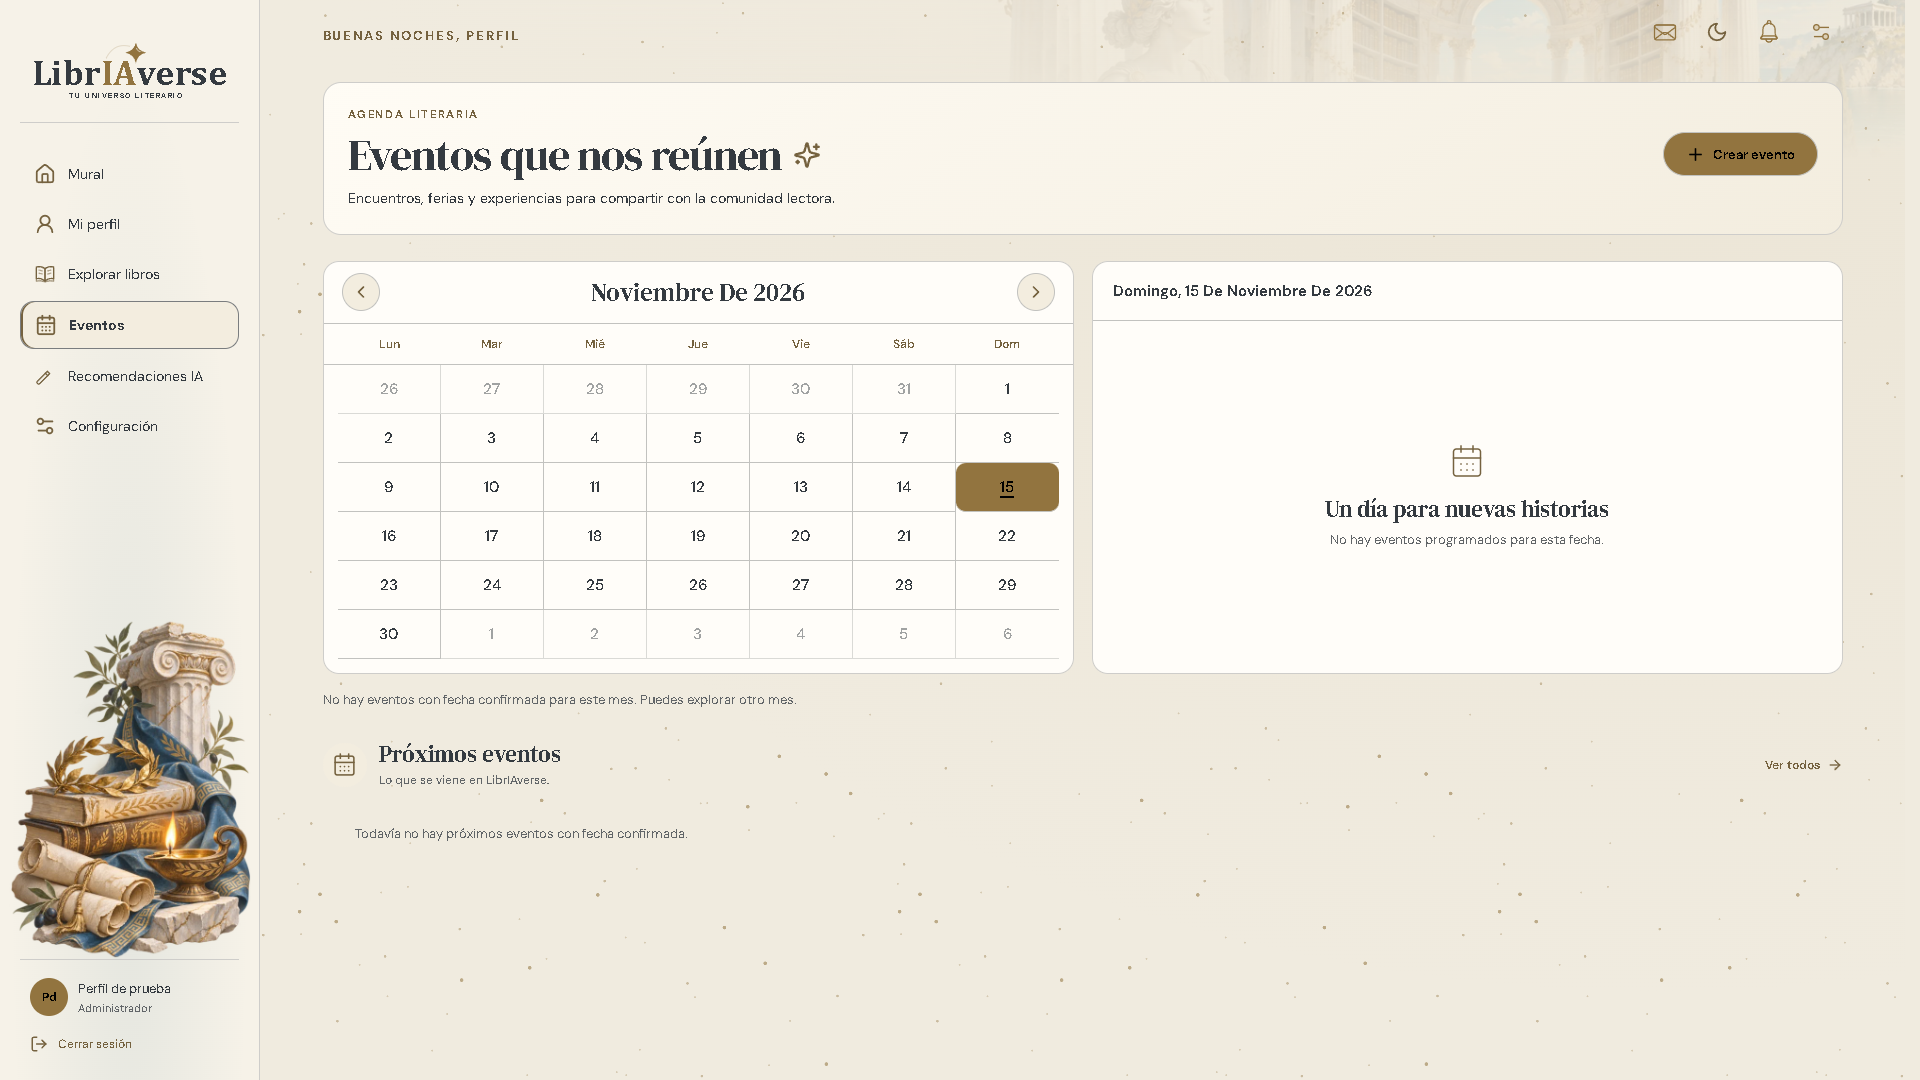 LibrIAverse
TU UNIVERSO LITERARIO
Mural
Mi perfil
Explorar libros
Eventos
Recomendaciones IA
Configuración
Pd
Perfil de prueba
Administrador
Cerrar sesión
BUENAS NOCHES, PERFIL
AGENDA LITERARIA
Eventos que nos reúnen
Encuentros, ferias y experiencias para compartir con la comunidad lectora.
Crear evento
Noviembre De 2026
Lun Mar Mié Jue Vie Sáb Dom
26 27 28 29 30 31 1
2 3 4 5 6 7 8
9 10 11 12 13 14 15
16 17 18 19 20 21 22
23 24 25 26 27 28 29
30 1 2 3 4 5 6
Domingo, 15 De Noviembre De 2026
Un día para nuevas historias
No hay eventos programados para esta fecha.
No hay eventos con fecha confirmada para este mes. Puedes explorar otro mes.
Próximos eventos
Lo que se viene en LibrIAverse.
Ver todos
Todavía no hay próximos eventos con fecha confirmada.